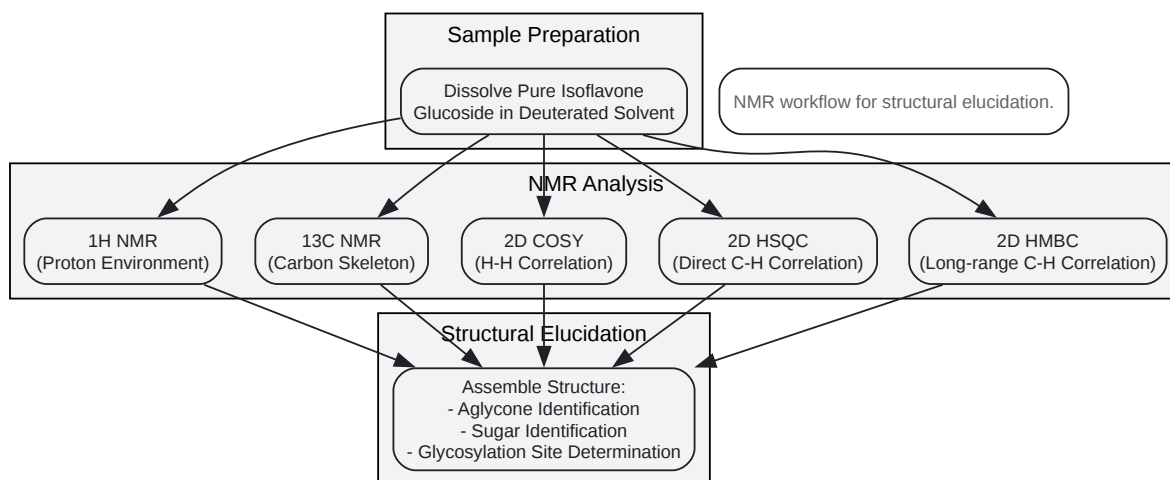 Sample Preparation
Dissolve Pure Isoflavone
Glucoside in Deuterated Solvent
NMR workflow for structural elucidation.
NMR Analysis
1H NMR
(Proton Environment)
13C NMR
(Carbon Skeleton)
2D COSY
(H-H Correlation)
2D HSQC
(Direct C-H Correlation)
2D HMBC
(Long-range C-H Correlation)
Structural Elucidation
Assemble Structure:
- Aglycone Identification
- Sugar Identification
- Glycosylation Site Determination